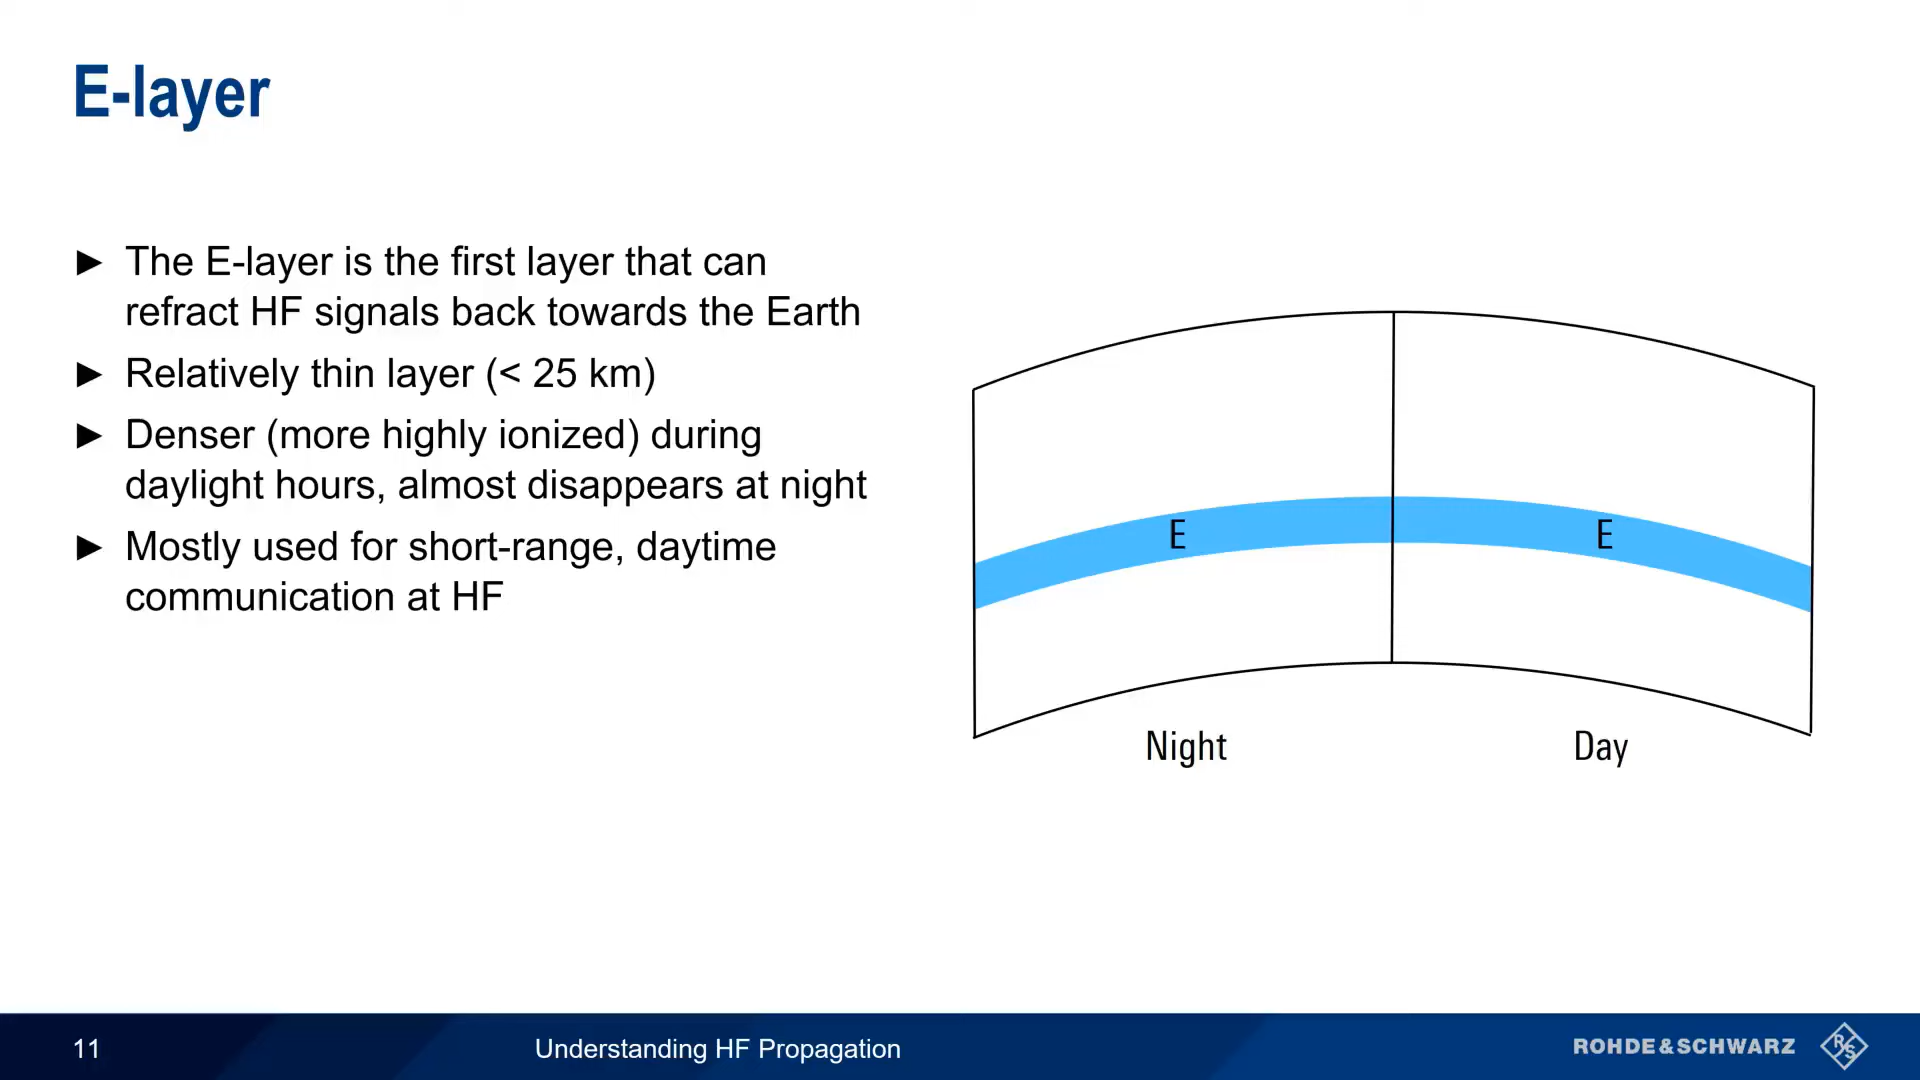 E-layer
► The E-layer is the first layer that can
refract HF signals back towards the Earth
► Relatively thin layer (< 25 km)
► Denser (more highly ionized) during
daylight hours, almost disappears at night
► Mostly used for short-range, daytime
communication at HF
E
E
Night
Day
11
Understanding HF Propagation
ROHDE&SCHWARZ
R&S